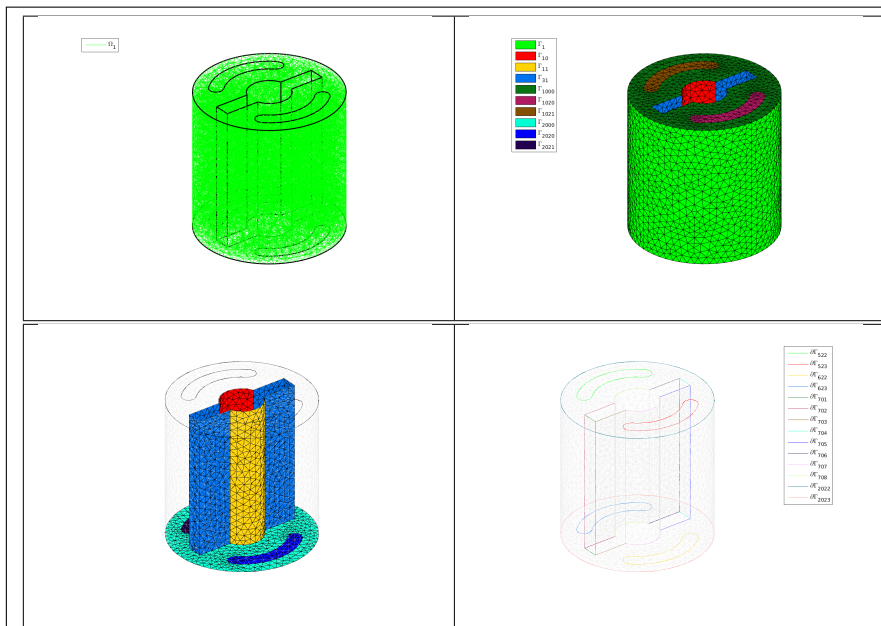 Ω₁
Γ₁
Γ₁₀
Γ₁₁
Γ₃₁
Γ₁₀₀₀
Γ₁₀₂₀
Γ₁₀₂₁
Γ₂₀₀₀
Γ₂₀₂₀
Γ₂₀₂₁
∂Γ₅₂₂
∂Γ₅₂₃
∂Γ₆₂₂
∂Γ₆₂₃
∂Γ₇₀₁
∂Γ₇₀₂
∂Γ₇₀₃
∂Γ₇₀₄
∂Γ₇₀₅
∂Γ₇₀₆
∂Γ₇₀₇
∂Γ₇₀₈
∂Γ₂₀₂₂
∂Γ₂₀₂₃